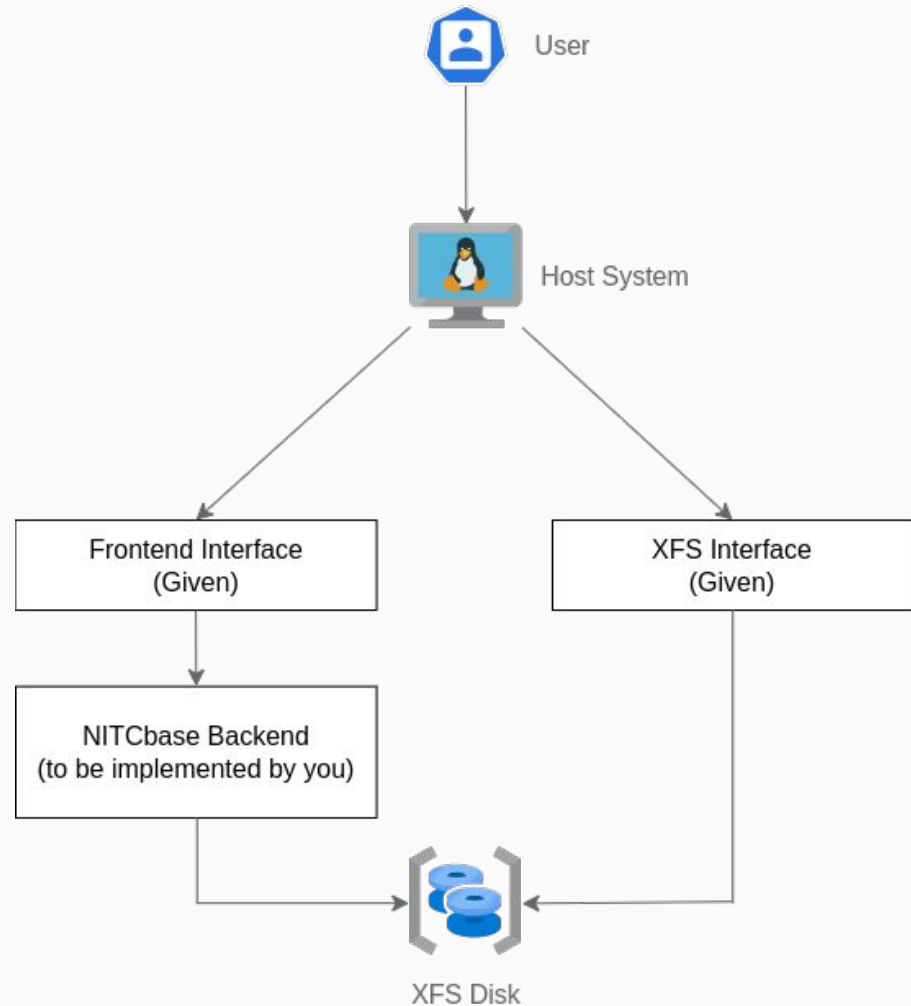 User
Host System
Frontend Interface
(Given)
XFS Interface
(Given)
NITCbase Backend
(to be implemented by you)
XFS Disk